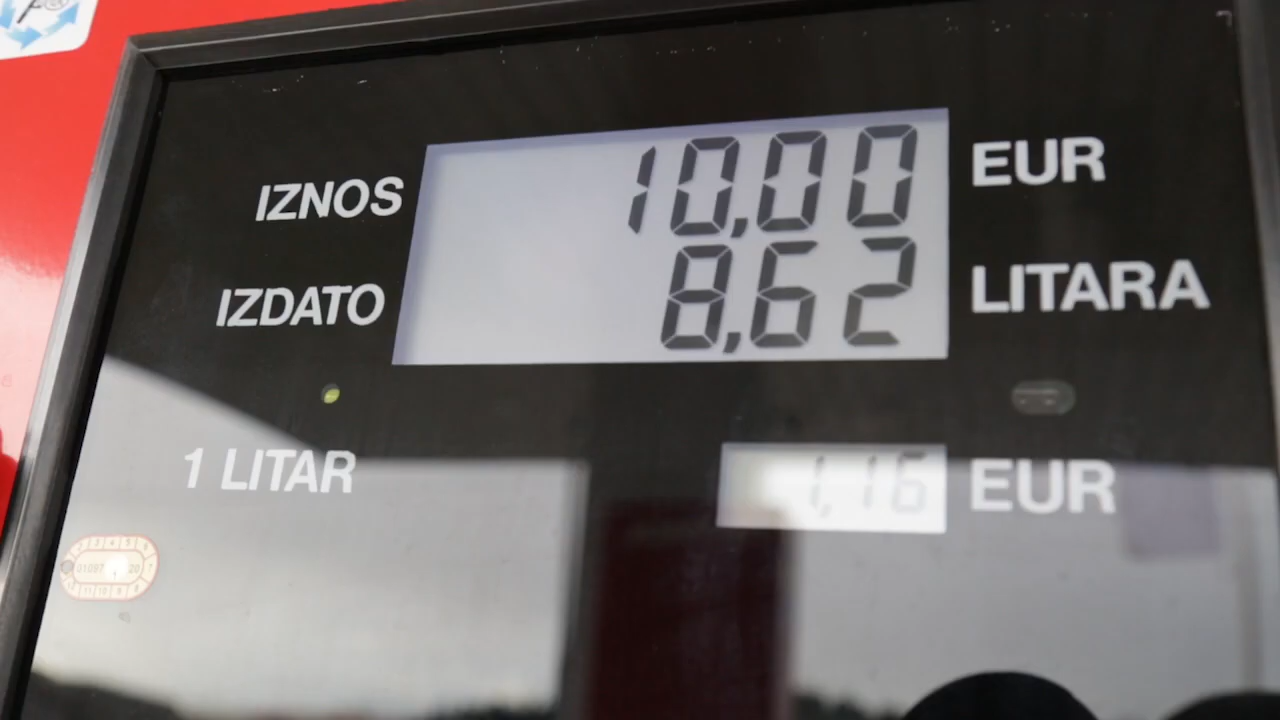 IZNOS 10,00 EUR
IZDATO 8,62 LITARA
1 LITAR 1,16 EUR